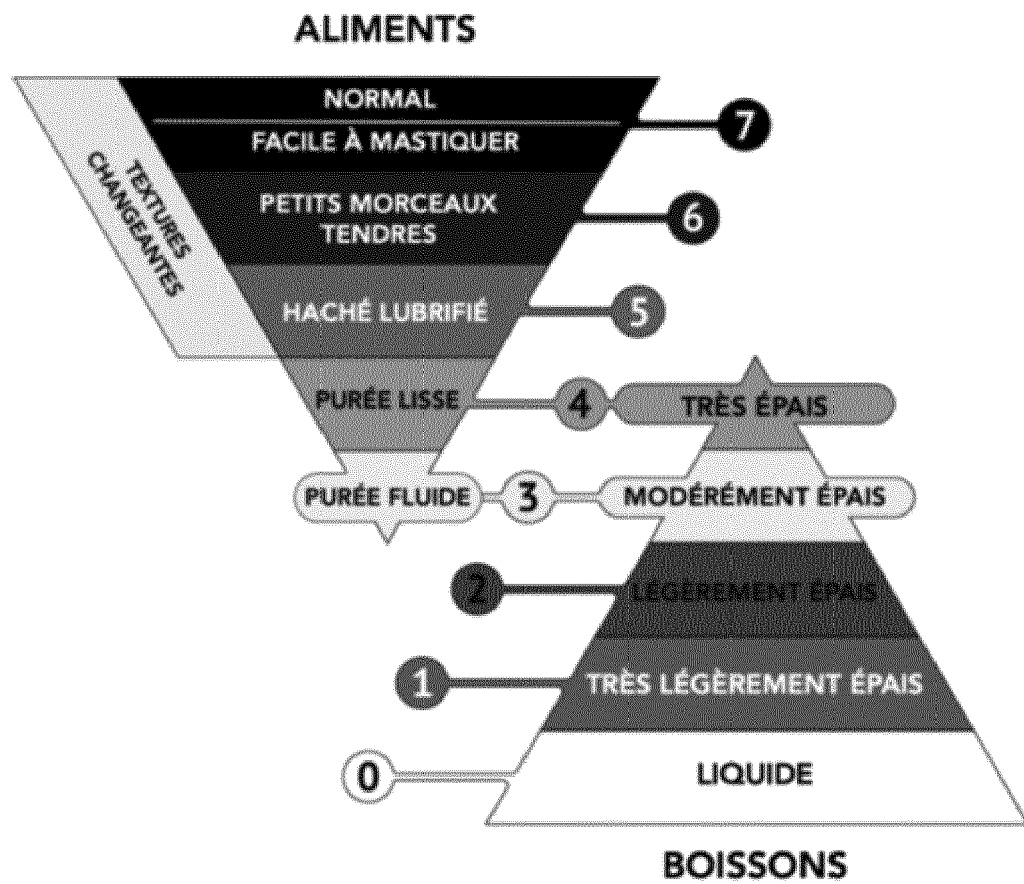 ALIMENTS
NORMAL
7
FACILE À MASTIQUER
TEXTURES
CHANGEANTES
PETITS MORCEAUX
TENDRES
6
HACHÉ LUBRIFIÉ
5
PURÉE LISSE
4
TRÈS ÉPAIS
PURÉE FLUIDE
3
MODÉRÉMENT ÉPAIS
2
LÉGÈREMENT ÉPAIS
1
TRÈS LÉGÈREMENT ÉPAIS
0
LIQUIDE
BOISSONS